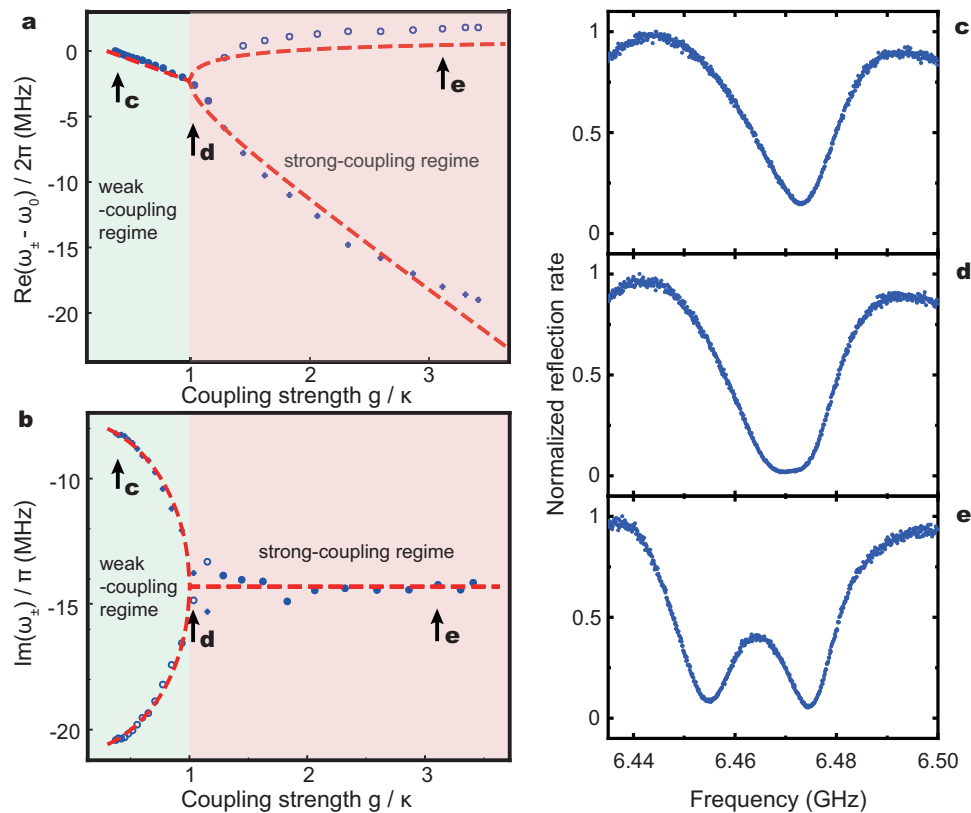 a
Re(ω± - ω0) / 2π (MHz)
0
-5
-10
-15
-20
c
d
e
weak
-coupling
regime
strong-coupling regime
1
2
3
Coupling strength g / κ
b
Im(ω±) / π (MHz)
-10
-15
-20
c
d
e
weak
-coupling
regime
strong-coupling regime
1
2
3
Coupling strength g / κ
Normalized reflection rate
c
1
0.5
0
d
1
0.5
0
e
1
0.5
0
6.44
6.46
6.48
6.50
Frequency (GHz)